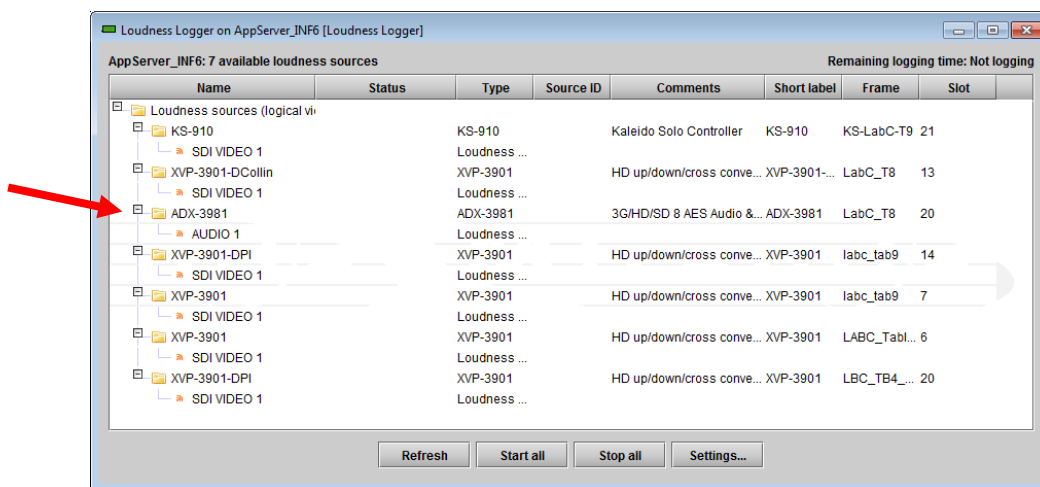 Loudness Logger on AppServer_INF6 [Loudness Logger]
AppServer_INF6: 7 available loudness sources Remaining logging time: Not logging
Name Status Type Source ID Comments Short label Frame Slot
Loudness sources (logical vi
KS-910 KS-910 Kaleido Solo Controller KS-910 KS-LabC-T9 21
SDI VIDEO 1 Loudness ...
XVP-3901-DCollin XVP-3901 HD up/down/cross conve... XVP-3901-... LabC_T8 13
SDI VIDEO 1 Loudness ...
ADX-3981 ADX-3981 3G/HD/SD 8 AES Audio &... ADX-3981 LabC_T8 20
AUDIO 1 Loudness ...
XVP-3901-DPI XVP-3901 HD up/down/cross conve... XVP-3901 labc_tab9 14
SDI VIDEO 1 Loudness ...
XVP-3901 XVP-3901 HD up/down/cross conve... XVP-3901 labc_tab9 7
SDI VIDEO 1 Loudness ...
XVP-3901 XVP-3901 HD up/down/cross conve... XVP-3901 LABC_Tabl... 6
SDI VIDEO 1 Loudness ...
XVP-3901-DPI XVP-3901 HD up/down/cross conve... XVP-3901 LBC_TB4_... 20
SDI VIDEO 1 Loudness ...
Refresh Start all Stop all Settings...